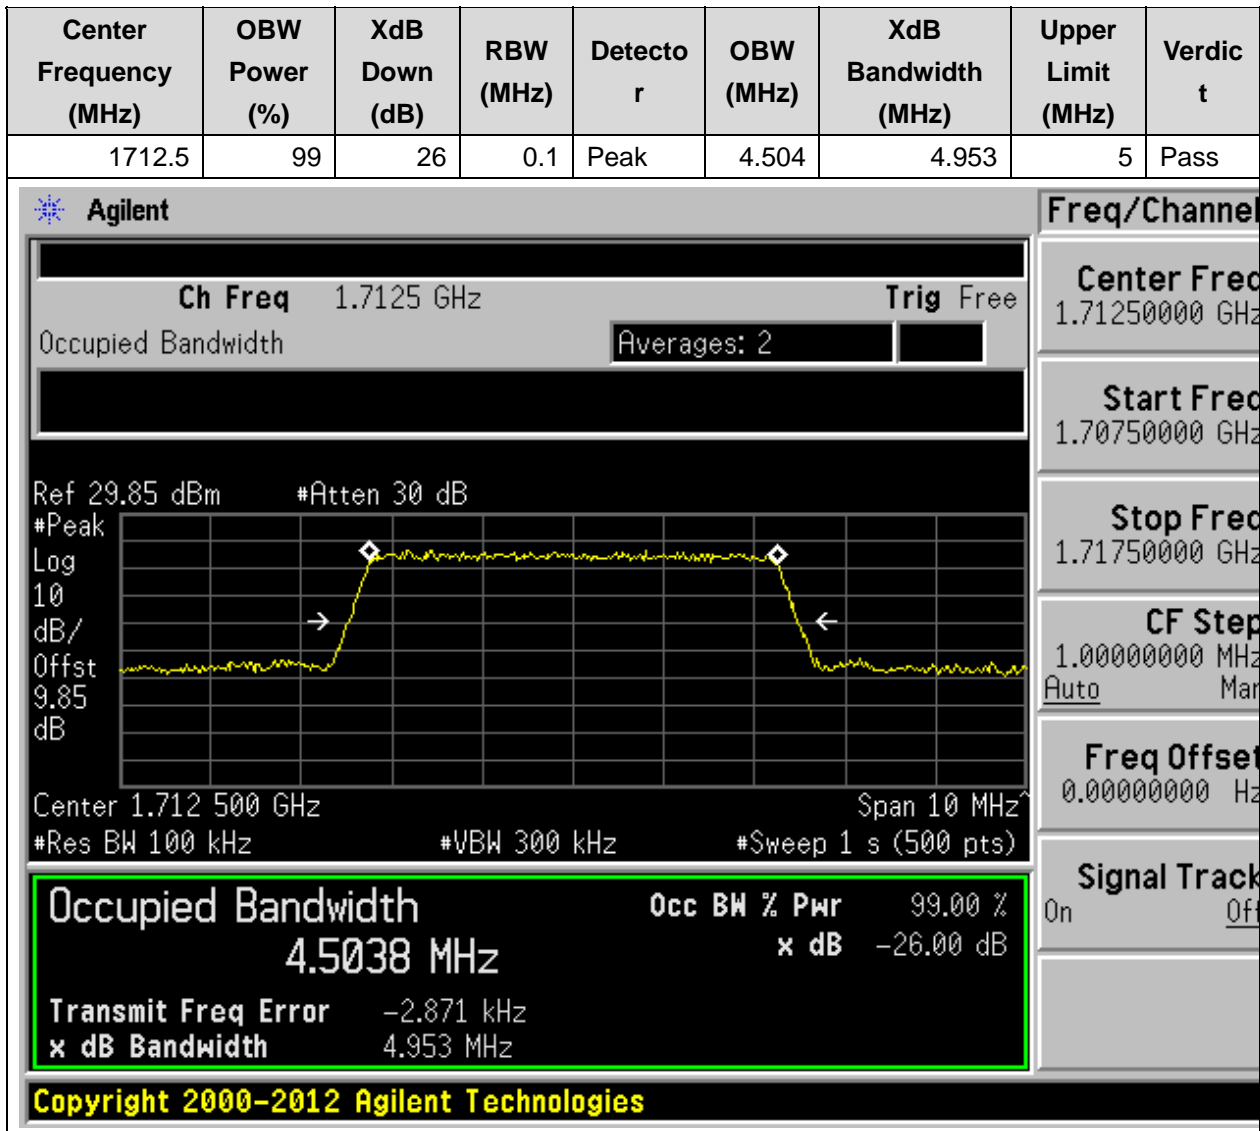 Center Frequency (MHz) OBW Power (%) XdB Down (dB) RBW (MHz) Detecto r OBW (MHz) XdB Bandwidth (MHz) Upper Limit (MHz) Verdic t
1712.5 99 26 0.1 Peak 4.504 4.953 5 Pass
Agilent
Freq/Channel
Ch Freq 1.7125 GHz Trig Free
Occupied Bandwidth Averages: 2
Center Freq
1.71250000 GHz
Start Freq
1.70750000 GHz
Stop Freq
1.71750000 GHz
CF Step
1.00000000 MHz
Auto Man
Freq Offset
0.00000000 Hz
Signal Track
On Off
Ref 29.85 dBm #Atten 30 dB
#Peak
Log
10
dB/
Offst
9.85
dB
Center 1.712 500 GHz Span 10 MHz^
#Res BW 100 kHz #VBW 300 kHz #Sweep 1 s (500 pts)
Occupied Bandwidth
4.5038 MHz
Occ BW % Pwr 99.00 %
x dB -26.00 dB
Transmit Freq Error -2.871 kHz
x dB Bandwidth 4.953 MHz
Copyright 2000-2012 Agilent Technologies